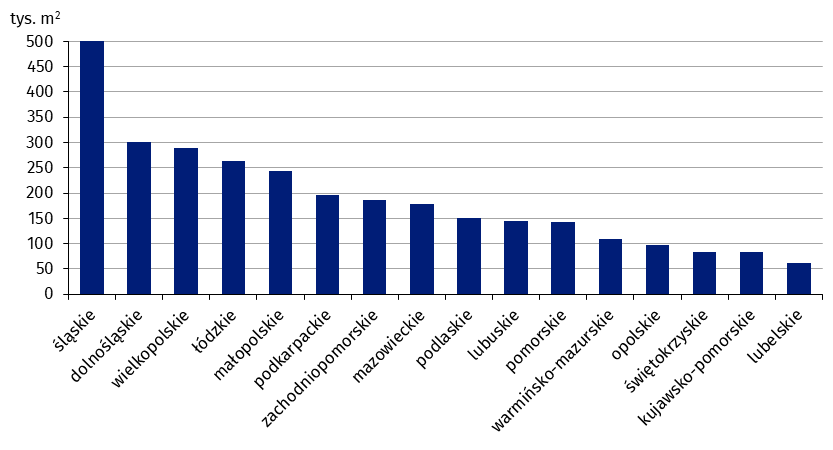 tys. m²
500
450
400
350
300
250
200
150
100
50
0
śląskie
dolnośląskie
wielkopolskie
łódzkie
małopolskie
podkarpackie
zachodniopomorskie
mazowieckie
podlaskie
lubuskie
pomorskie
warmińsko-mazurskie
opolskie
świętokrzyskie
kujawsko-pomorskie
lubelskie